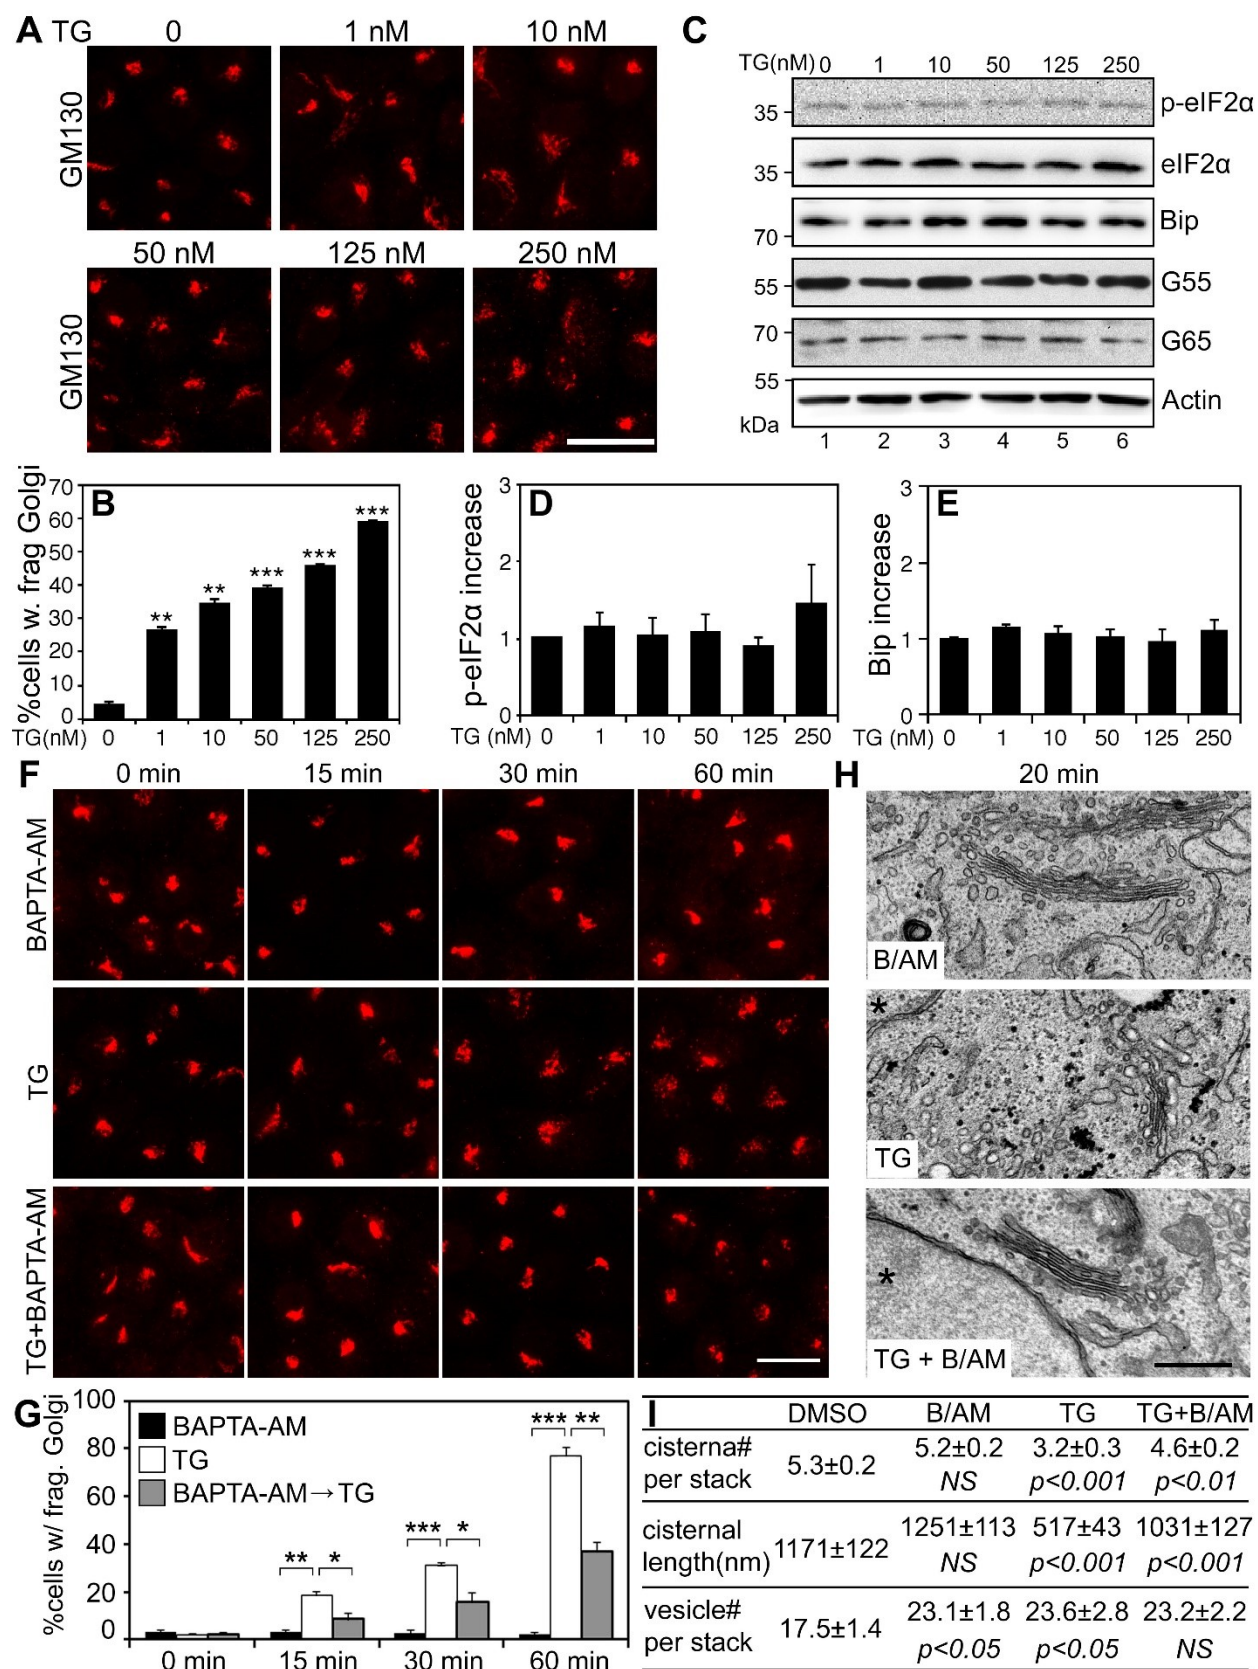 A TG 0 1 nM 10 nM
GM130
50 nM 125 nM 250 nM
GM130
C
TG(nM) 0 1 10 50 125 250
35 p-eIF2α
35 eIF2α
70 Bip
55 G55
70 G65
55 Actin
kDa
1 2 3 4 5 6
B
%cells w. frag Golgi
70
60
50
40
30
20
10
0
** ** *** *** ***
TG(nM) 0 1 10 50 125 250
D
p-eIF2α increase
3
2
1
0
TG (nM) 0 1 10 50 125 250
E
Bip increase
3
2
1
0
TG (nM) 0 1 10 50 125 250
F 0 min 15 min 30 min 60 min
BAPTA-AM
TG
TG+BAPTA-AM
H 20 min
B/AM
*
TG
*
TG + B/AM
G
%cells w/ frag. Golgi
100
80
60
40
20
0
BAPTA-AM
TG
BAPTA-AM→TG
** *
*** *
*** **
0 min 15 min 30 min 60 min
I DMSO B/AM TG TG+B/AM
cisterna# per stack 5.3±0.2 5.2±0.2 3.2±0.3 4.6±0.2
NS p<0.001 p<0.01
cisternal length(nm) 1171±122 1251±113 517±43 1031±127
NS p<0.001 p<0.001
vesicle# per stack 17.5±1.4 23.1±1.8 23.6±2.8 23.2±2.2
p<0.05 p<0.05 NS